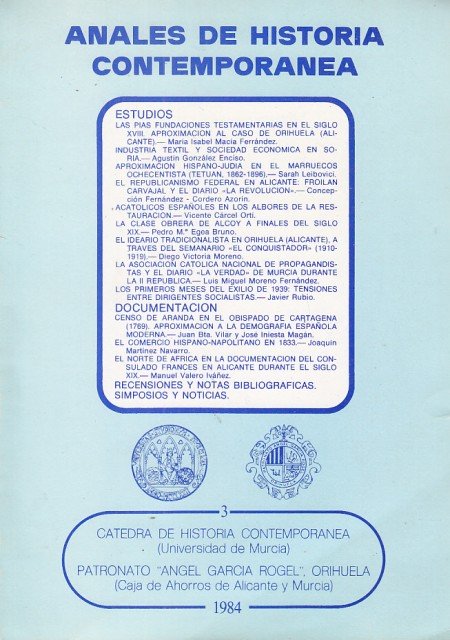 ANALES DE HISTORIA
CONTEMPORANEA
ESTUDIOS
LAS PIAS FUNDACIONES TESTAMENTARIAS EN EL SIGLO
XVIII. APROXIMACION AL CASO DE ORIHUELA (ALI-
CANTE).— Maria Isabel Macía Fernández.
INDUSTRIA TEXTIL Y SOCIEDAD ECONOMICA EN SO-
RIA.— Agustín González Enciso.
APROXIMACION HISPANO-JUDIA EN EL MARRUECOS
OCHECENTISTA (TETUAN, 1862-1896).— Sarah Leibovici.
EL REPUBLICANISMO FEDERAL EN ALICANTE: FROILAN
CARVAJAL Y EL DIARIO «LA REVOLUCION».— Concep-
ción Fernández - Cordero Azorín.
ACATOLICOS ESPAÑOLES EN LOS ALBORES DE LA RES-
TAURACION.— Vicente Cárcel Ortí.
LA CLASE OBRERA DE ALCOY A FINALES DEL SIGLO
XIX.— Pedro M.ª Egea Bruno.
EL IDEARIO TRADICIONALISTA EN ORIHUELA (ALICANTE), A
TRAVES DEL SEMANARIO «EL CONQUISTADOR» (1910-
1919).— Diego Victoria Moreno.
LA ASOCIACION CATOLICA NACIONAL DE PROPAGANDIS-
TAS Y EL DIARIO «LA VERDAD» DE MURCIA DURANTE
LA II REPUBLICA.— Luis Miguel Moreno Fernández.
LOS PRIMEROS MESES DEL EXILIO DE 1939: TENSIONES
ENTRE DIRIGENTES SOCIALISTAS.— Javier Rubio.
DOCUMENTACION
CENSO DE ARANDA EN EL OBISPADO DE CARTAGENA
(1769). APROXIMACION A LA DEMOGRAFIA ESPAÑOLA
MODERNA.— Juan Bta. Vilar y José Iniesta Magán.
EL COMERCIO HISPANO-NAPOLITANO EN 1833.— Joaquín
Martínez Navarro.
EL NORTE DE AFRICA EN LA DOCUMENTACION DEL CON-
SULADO FRANCES EN ALICANTE DURANTE EL SIGLO
XIX.— Manuel Valero Iváñez.
RECENSIONES Y NOTAS BIBLIOGRAFICAS.
SIMPOSIOS Y NOTICIAS.
3
CATEDRA DE HISTORIA CONTEMPORANEA
(Universidad de Murcia)
PATRONATO "ANGEL GARCIA ROGEL", ORIHUELA
(Caja de Ahorros de Alicante y Murcia)
1984